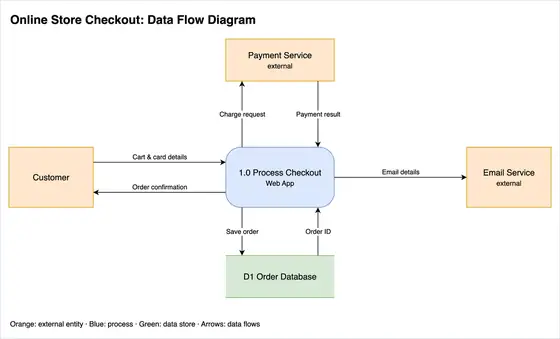 Online Store Checkout: Data Flow Diagram
Payment Service
external
Charge request
Payment result
Customer
Cart & card details
Order confirmation
1.0 Process Checkout
Web App
Email details
Email Service
external
Save order
Order ID
D1 Order Database
Orange: external entity · Blue: process · Green: data store · Arrows: data flows